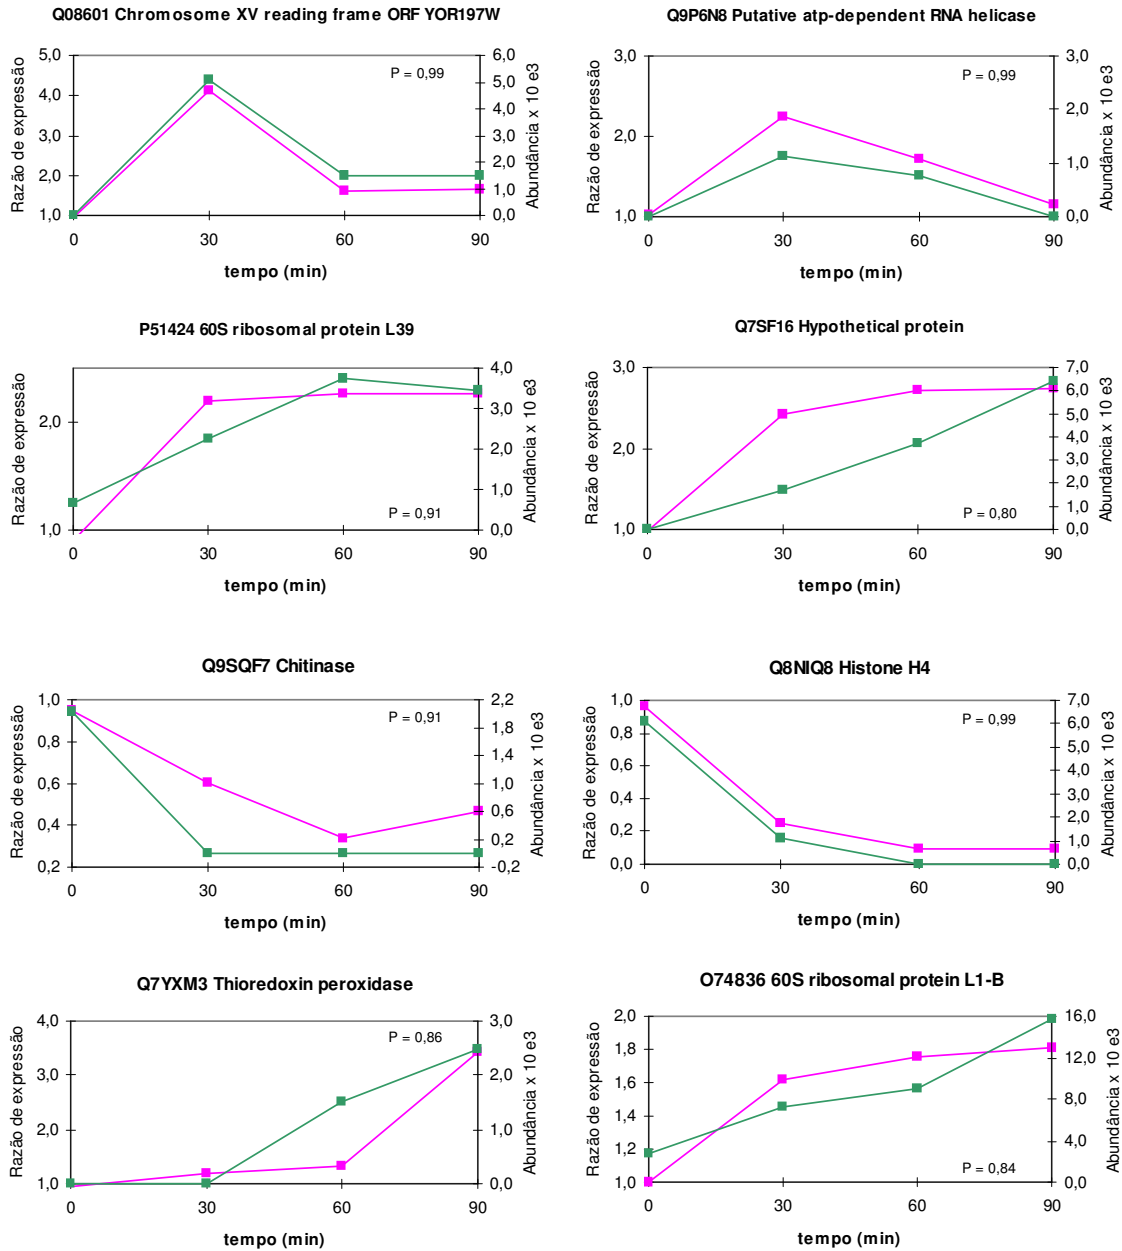 Q08601 Chromosome XV reading frame ORF YOR197W
Razão de expressão
5,0
4,0
3,0
2,0
1,0
P = 0,99
6,0
5,0
4,0
3,0
2,0
1,0
0,0
Abundância x 10 e3
0 30 60 90
tempo (min)
Q9P6N8 Putative atp-dependent RNA helicase
Razão de expressão
3,0
2,0
1,0
P = 0,99
3,0
2,0
1,0
0,0
Abundância x 10 e3
0 30 60 90
tempo (min)
P51424 60S ribosomal protein L39
Razão de expressão
2,0
1,0
P = 0,91
4,0
3,0
2,0
1,0
0,0
Abundância x 10 e3
0 30 60 90
tempo (min)
Q7SF16 Hypothetical protein
Razão de expressão
3,0
2,0
1,0
P = 0,80
7,0
6,0
5,0
4,0
3,0
2,0
1,0
0,0
Abundância x 10 e3
0 30 60 90
tempo (min)
Q9SQF7 Chitinase
Razão de expressão
1,0
0,8
0,6
0,4
0,2
P = 0,91
2,2
1,8
1,4
1,0
0,6
0,2
-0,2
Abundância x 10 e3
0 30 60 90
tempo (min)
Q8NIQ8 Histone H4
Razão de expressão
1,0
0,8
0,6
0,4
0,2
0,0
P = 0,99
7,0
6,0
5,0
4,0
3,0
2,0
1,0
0,0
Abundância x 10 e3
0 30 60 90
tempo (min)
Q7YXM3 Thioredoxin peroxidase
Razão de expressão
4,0
3,0
2,0
1,0
P = 0,86
3,0
2,0
1,0
0,0
Abundância x 10 e3
0 30 60 90
tempo (min)
O74836 60S ribosomal protein L1-B
Razão de expressão
2,0
1,8
1,6
1,4
1,2
1,0
P = 0,84
16,0
12,0
8,0
4,0
0,0
Abundância x 10 e3
0 30 60 90
tempo (min)